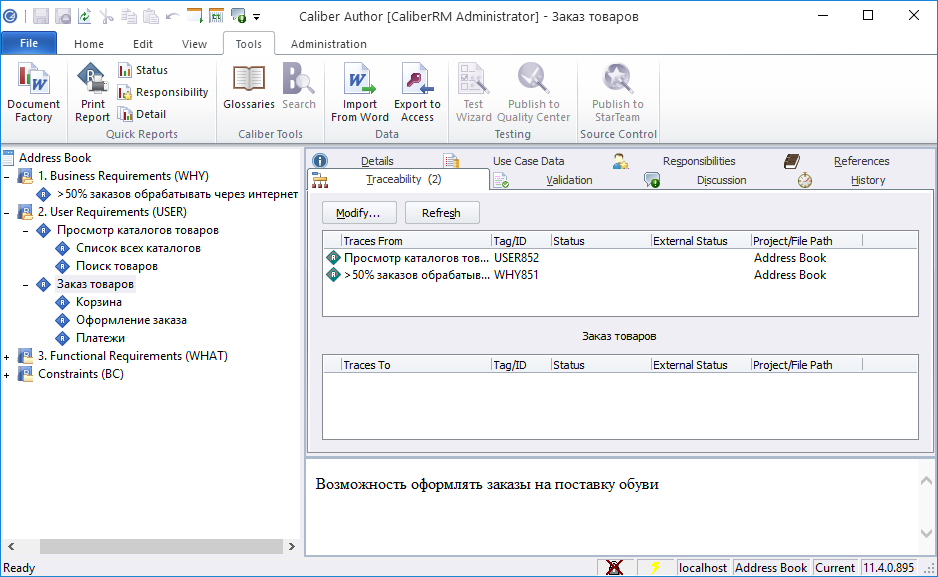 Caliber Author [CaliberRM Administrator] - Заказ товаров
File Home Edit View Tools Administration
Document Factory
Print Report
Status
Responsibility
Detail
Quick Reports
Glossaries
Search
Caliber Tools
Import From Word
Export to Access
Data
Test Wizard
Publish to Quality Center
Testing
Publish to StarTeam
Source Control
Address Book
1. Business Requirements (WHY)
>50% заказов обрабатывать через интернет
2. User Requirements (USER)
Просмотр каталогов товаров
Список всех каталогов
Поиск товаров
Заказ товаров
Корзина
Оформление заказа
Платежи
3. Functional Requirements (WHAT)
Constraints (BC)
Details Use Case Data Responsibilities References
Traceability (2) Validation Discussion History
Modify... Refresh
Traces From Tag/ID Status External Status Project/File Path
Просмотр каталогов тов... USER852 Address Book
>50% заказов обрабатыв... WHY851 Address Book
Заказ товаров
Traces To Tag/ID Status External Status Project/File Path
Возможность оформлять заказы на поставку обуви
Ready localhost Address Book Current 11.4.0.895